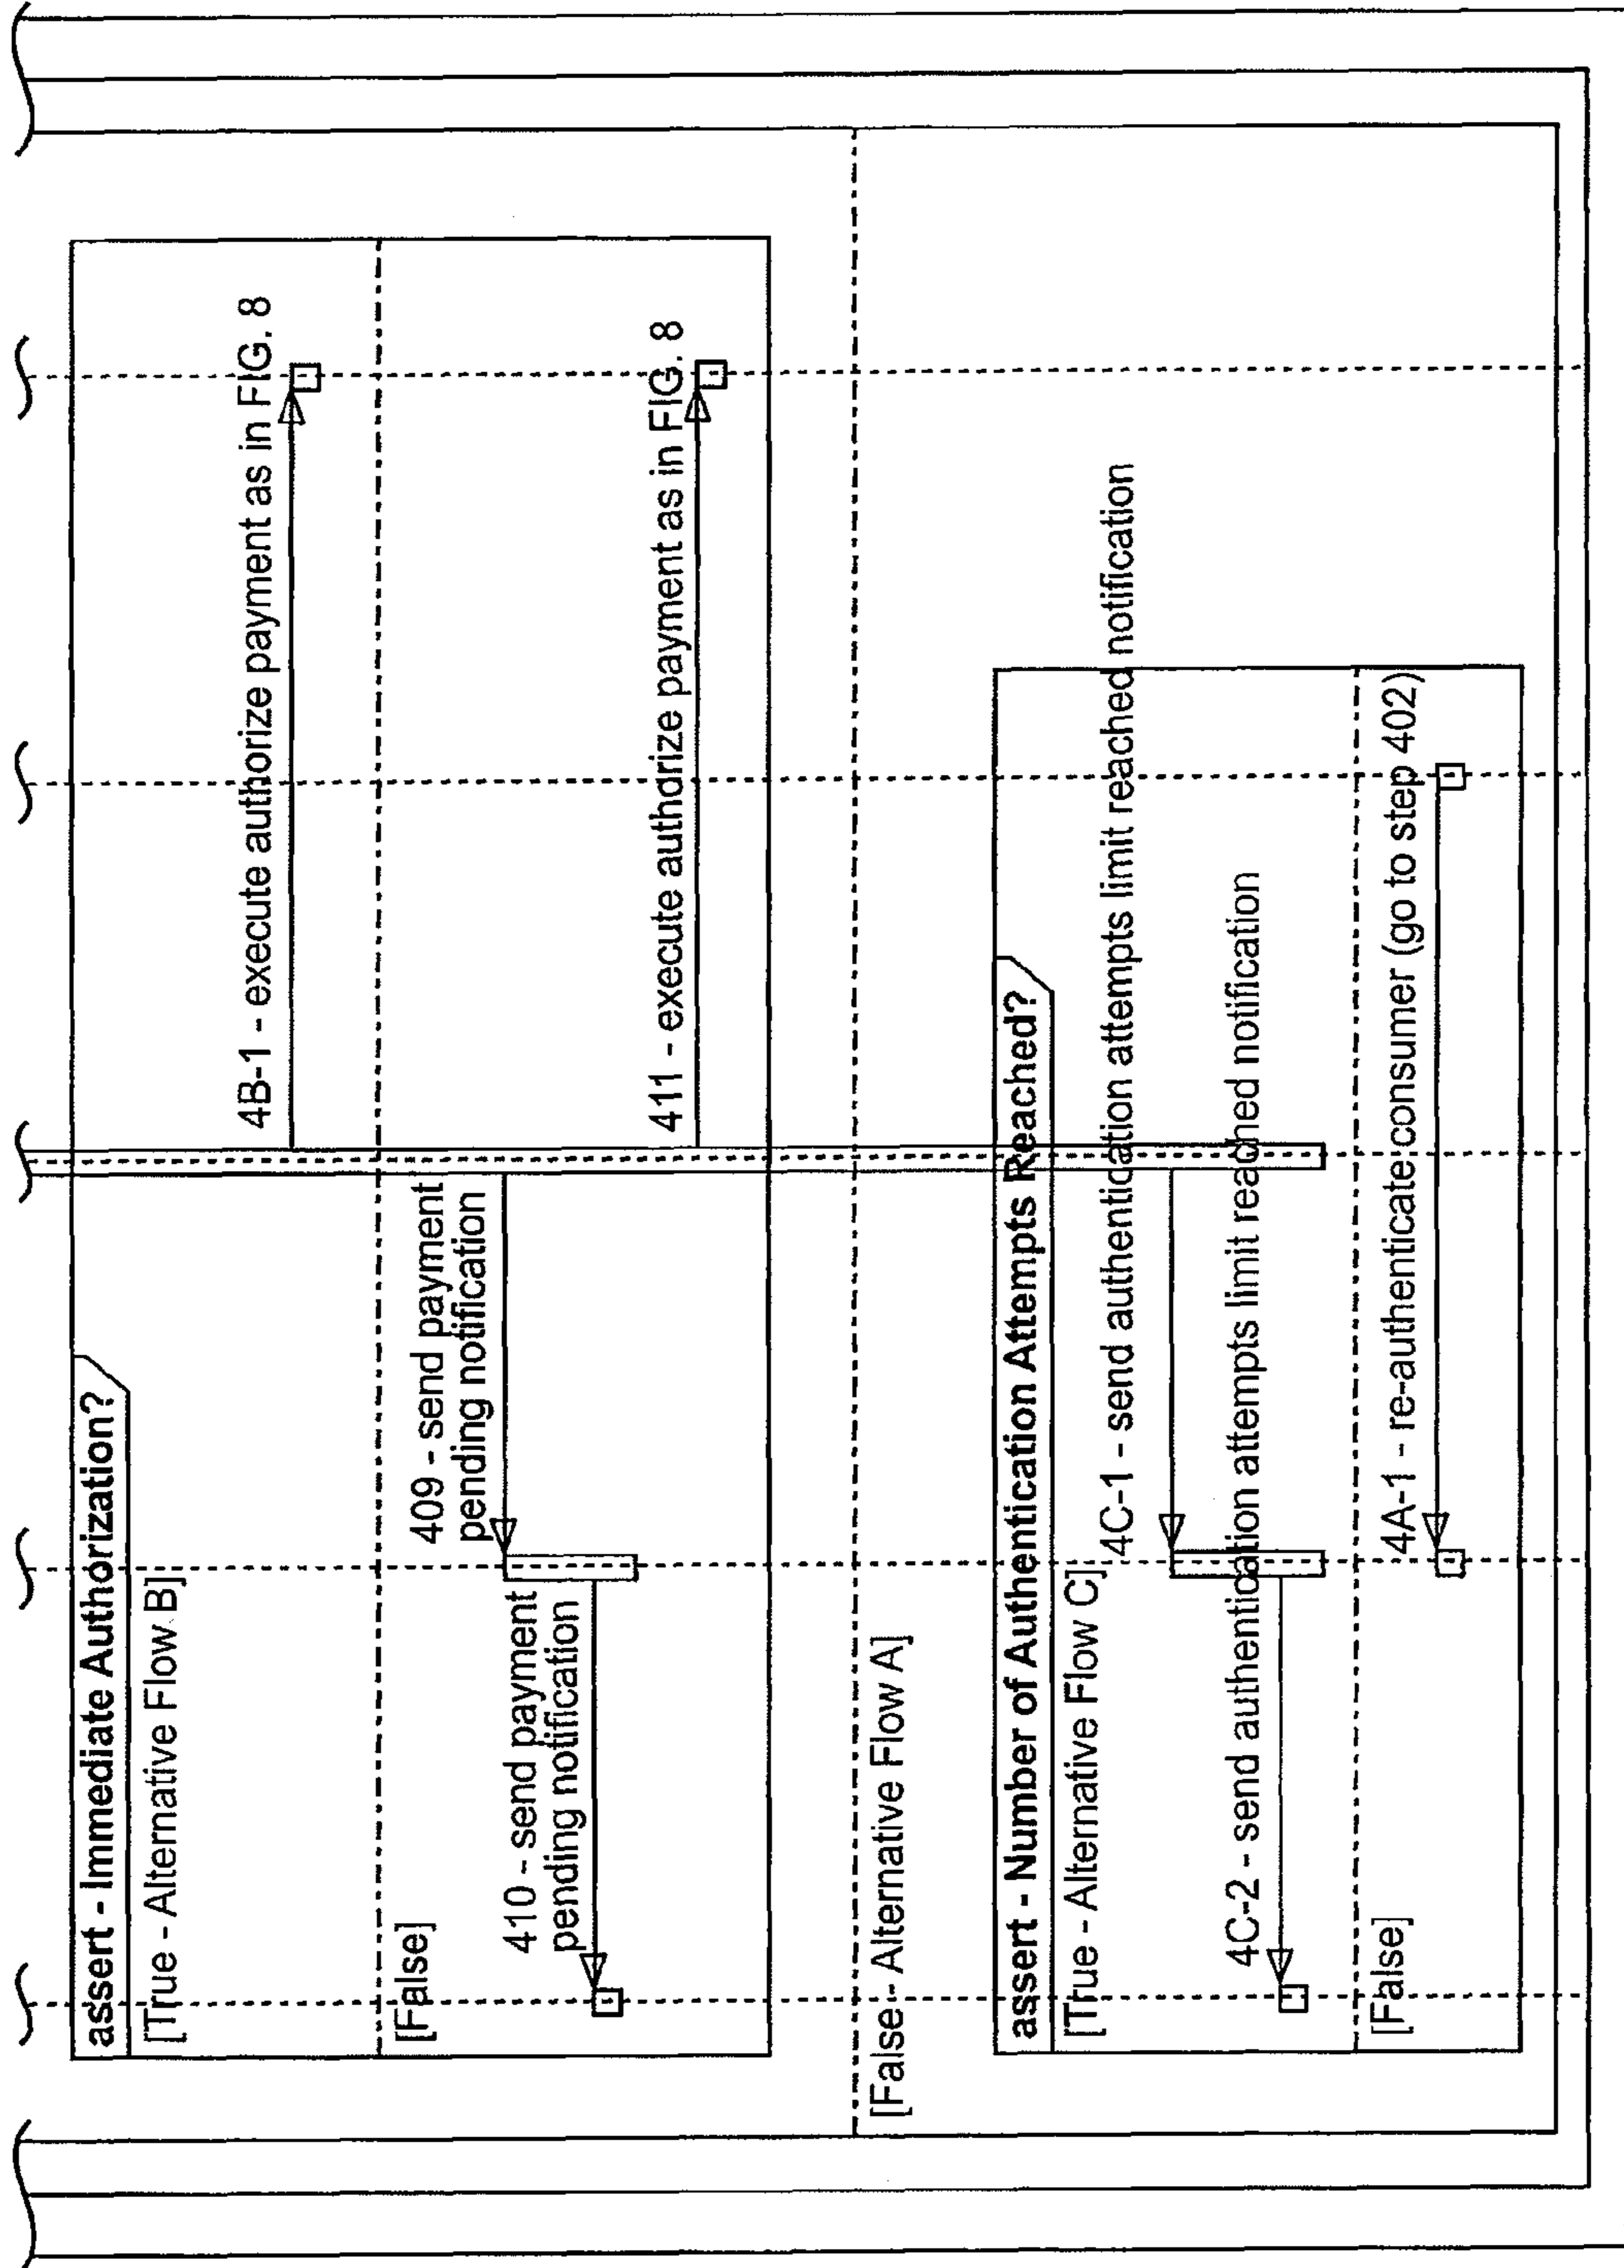 assert - Immediate Authorization?
[True - Alternative Flow B]
4B-1 - execute authorize payment as in FIG. 8
[False]
409 - send payment
pending notification
410 - send payment
pending notification
411 - execute authorize payment as in FIG. 8
[False - Alternative Flow A]
assert - Number of Authentication Attempts Reached?
[True - Alternative Flow C]
4C-1 - send authentication attempts limit reached notification
4C-2 - send authentication attempts limit reached notification
[False]
4A-1 - re-authenticate consumer (go to step 402)